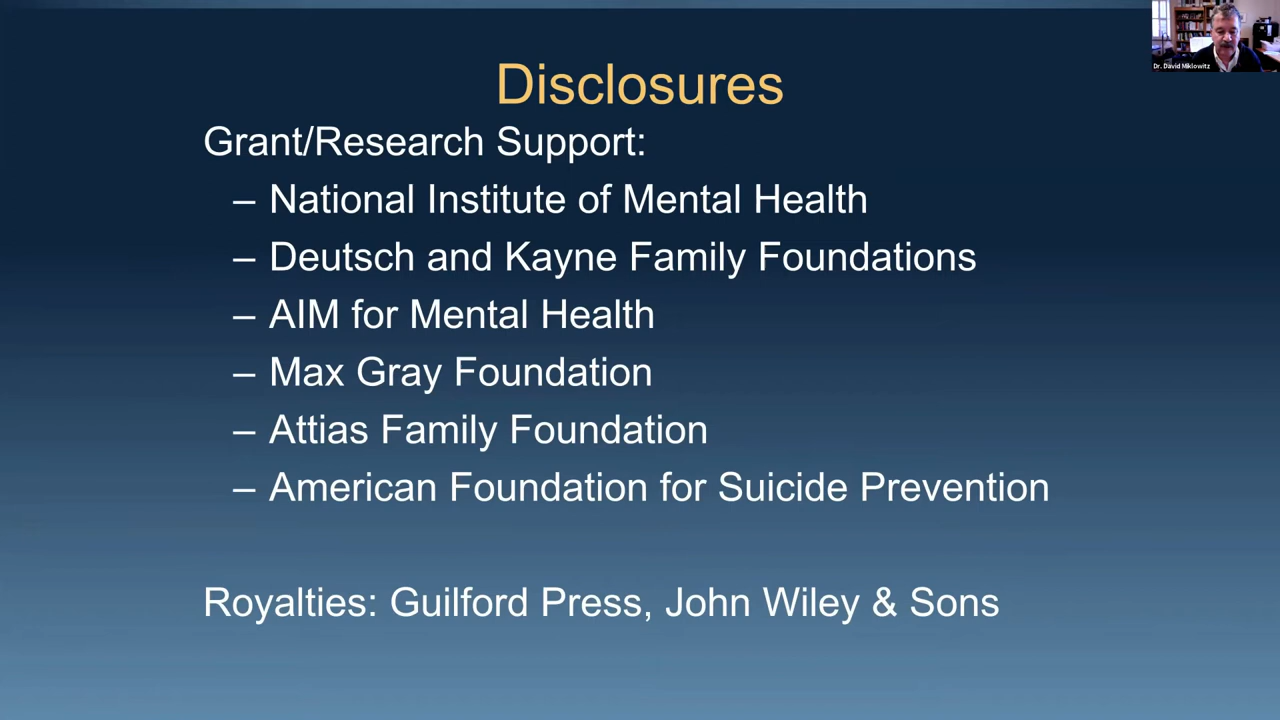 Disclosures
Grant/Research Support:
– National Institute of Mental Health
– Deutsch and Kayne Family Foundations
– AIM for Mental Health
– Max Gray Foundation
– Attias Family Foundation
– American Foundation for Suicide Prevention
Royalties: Guilford Press, John Wiley & Sons
Dr. David Miklowitz